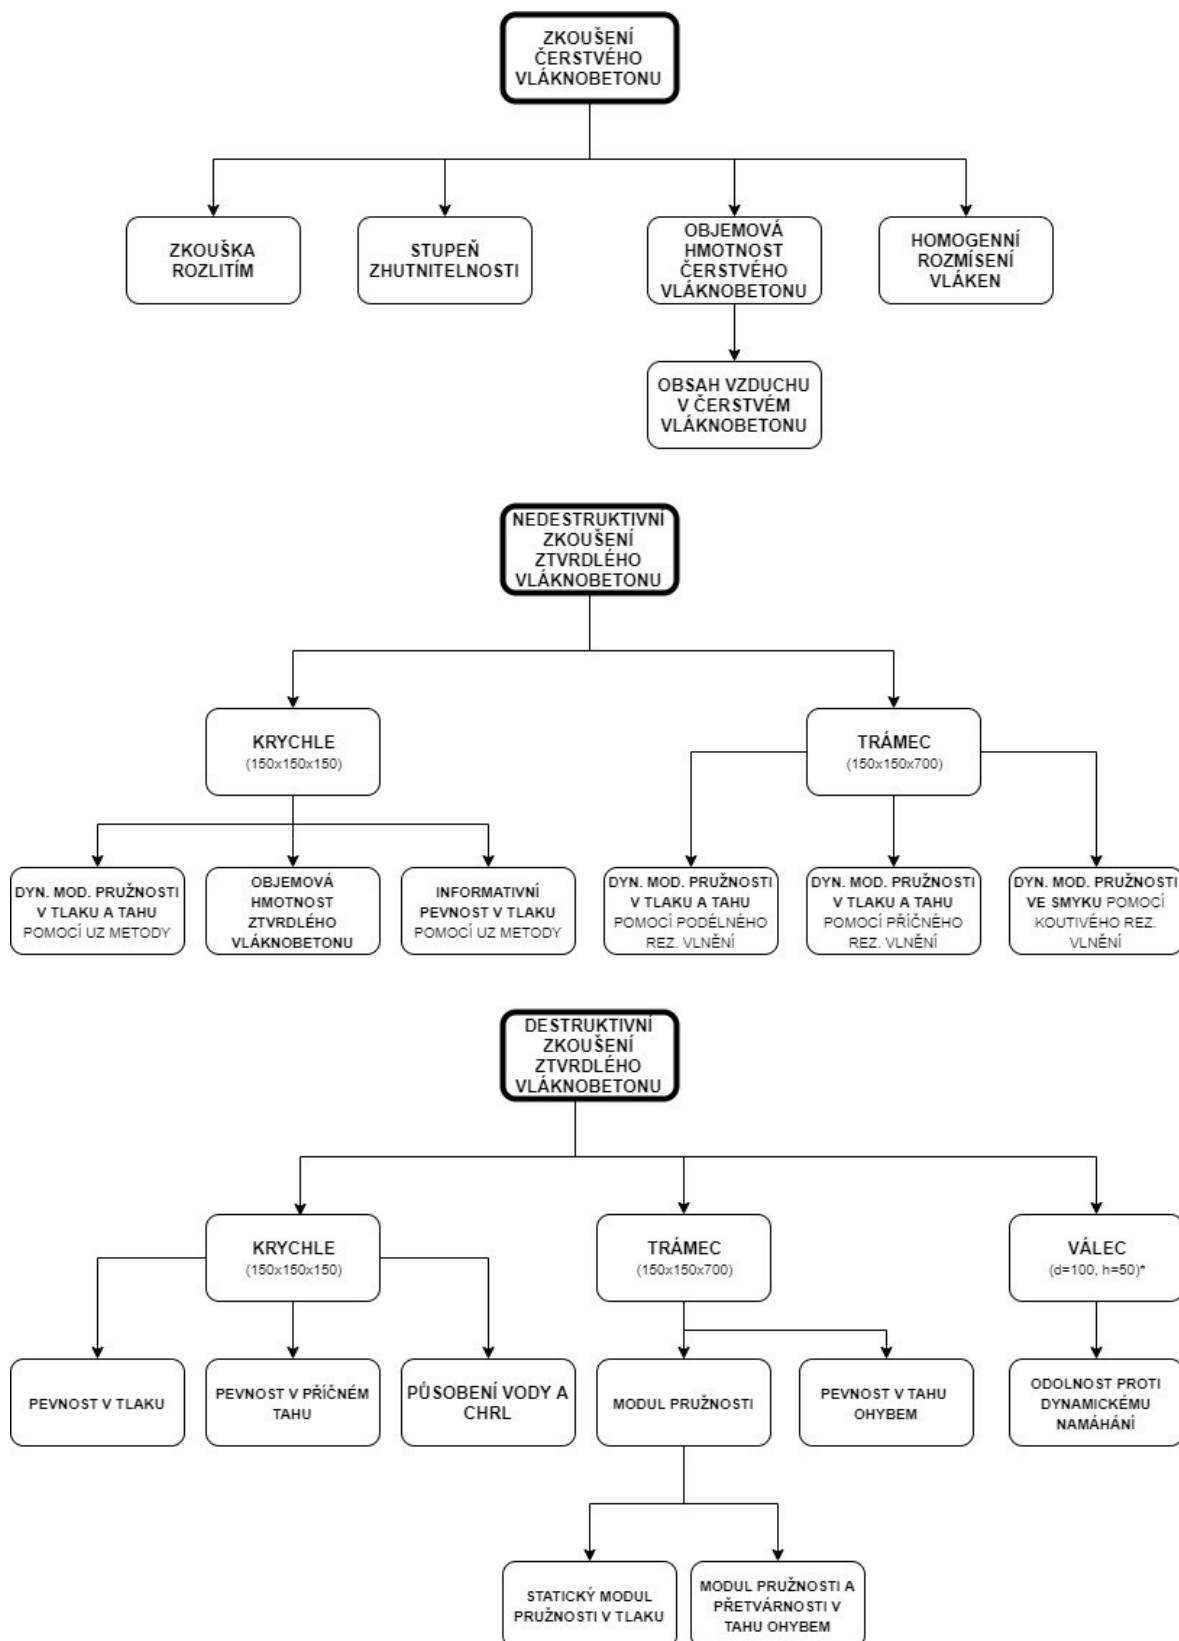 ZKOUŠENÍ
ČERSTVÉHO
VLÁKNOBETONU
ZKOUŠKA
ROZLITÍM
STUPEŇ
ZHUTNITELNOSTI
OBJEMOVÁ
HMOTNOST
ČERSTVÉHO
VLÁKNOBETONU
HOMOGENNÍ
ROZMÍSENÍ
VLÁKEN
OBSAH VZDUCHU
V ČERSTVÉM
VLÁKNOBETONU
NEDESTRUKTIVNÍ
ZKOUŠENÍ
ZTVRDLÉHO
VLÁKNOBETONU
KRYCHLE
(150x150x150)
TRÁMEC
(150x150x700)
DYN. MOD. PRUŽNOSTI
V TLAKU A TAHU
POMOCÍ UZ METODY
OBJEMOVÁ
HMOTNOST
ZTVRDLÉHO
VLÁKNOBETONU
INFORMATIVNÍ
PEVNOST V TLAKU
POMOCÍ UZ METODY
DYN. MOD. PRUŽNOSTI
V TLAKU A TAHU
POMOCÍ PODÉLNÉHO
REZ. VLNĚNÍ
DYN. MOD. PRUŽNOSTI
V TLAKU A TAHU
POMOCÍ PŘÍČNÉHO
REZ. VLNĚNÍ
DYN. MOD. PRUŽNOSTI
VE SMYKU POMOCÍ
KOUTIVÉHO REZ.
VLNĚNÍ
DESTRUKTIVNÍ
ZKOUŠENÍ
ZTVRDLÉHO
VLÁKNOBETONU
KRYCHLE
(150x150x150)
TRÁMEC
(150x150x700)
VÁLEC
(d=100, h=50)*
PEVNOST V TLAKU
PEVNOST V PŘÍČNÉM
TAHU
PŮSOBENÍ VODY A
CHRL
MODUL PRUŽNOSTI
PEVNOST V TAHU
OHYBEM
ODOLNOST PROTI
DYNAMICKÉMU
NAMÁHÁNÍ
STATICKÝ MODUL
PRUŽNOSTI V TLAKU
MODUL PRUŽNOSTI A
PŘETVÁRNOSTI V
TAHU OHYBEM